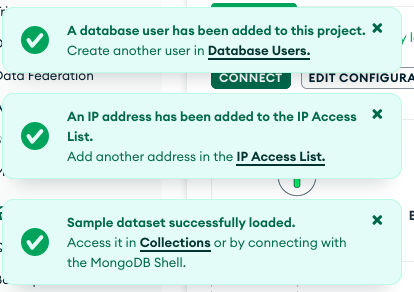 A database user has been added to this project.
Create another user in Database Users.
Data Federation
CONNECT
EDIT CONFIGURA
An IP address has been added to the IP Access
List.
Add another address in the IP Access List.
Sample dataset successfully loaded.
Access it in Collections or by connecting with
the MongoDB Shell.